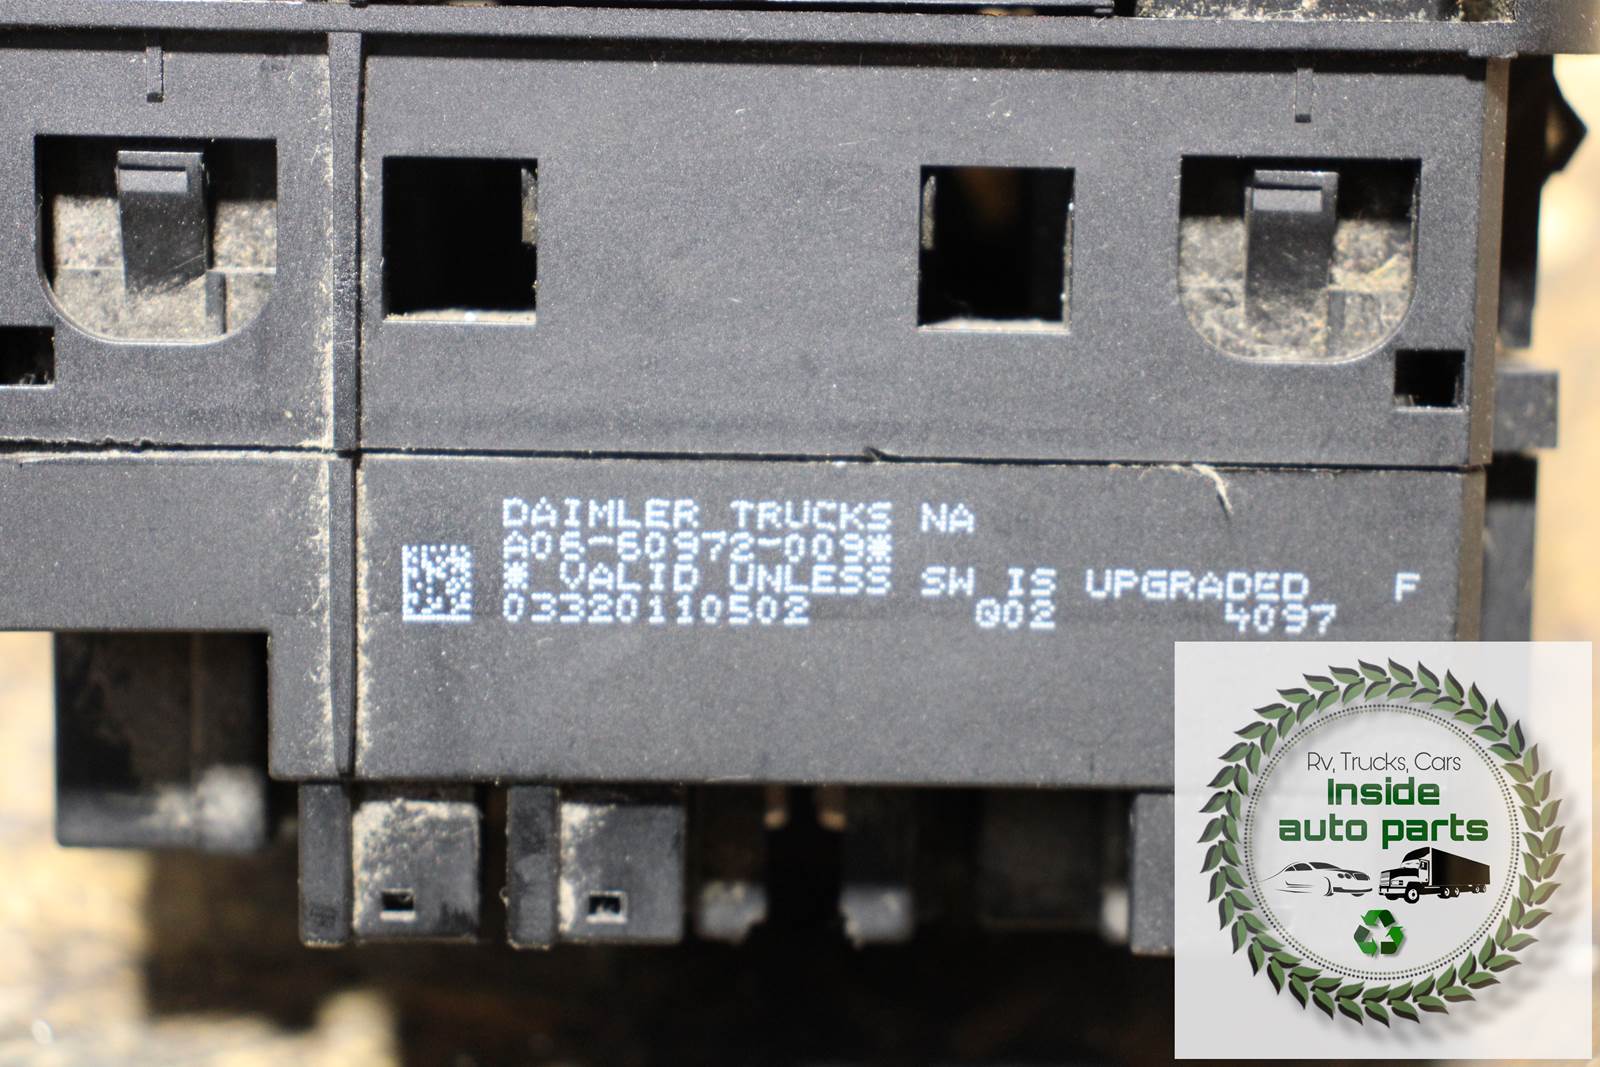 DAIMLER TRUCKS NA
A06-60972-009*
* VALID UNLESS SW IS UPGRADED F
03320110502 002 4097
Rv, Trucks, Cars
Inside
auto parts